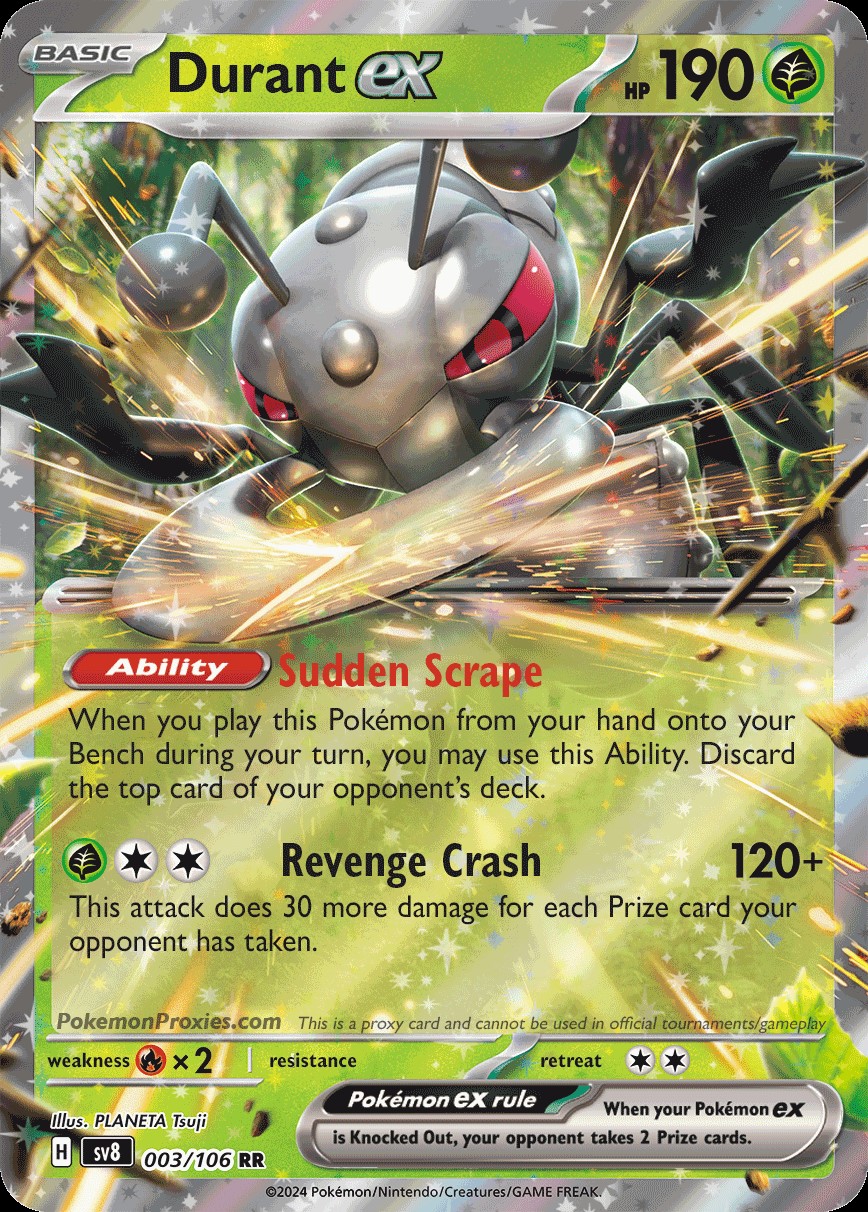 BASIC
Durant ex HP 190
Ability Sudden Scrape
When you play this Pokémon from your hand onto your
Bench during your turn, you may use this Ability. Discard
the top card of your opponent's deck.
Revenge Crash 120+
This attack does 30 more damage for each Prize card your
opponent has taken.
PokemonProxies.com This is a proxy card and cannot be used in official tournaments/gameplay
weakness ×2 resistance retreat
Pokémon ex rule When your Pokémon ex
is Knocked Out, your opponent takes 2 Prize cards.
Illus. PLANETA Tsuji
H sv8 003/106 RR
©2024 Pokémon/Nintendo/Creatures/GAME FREAK.